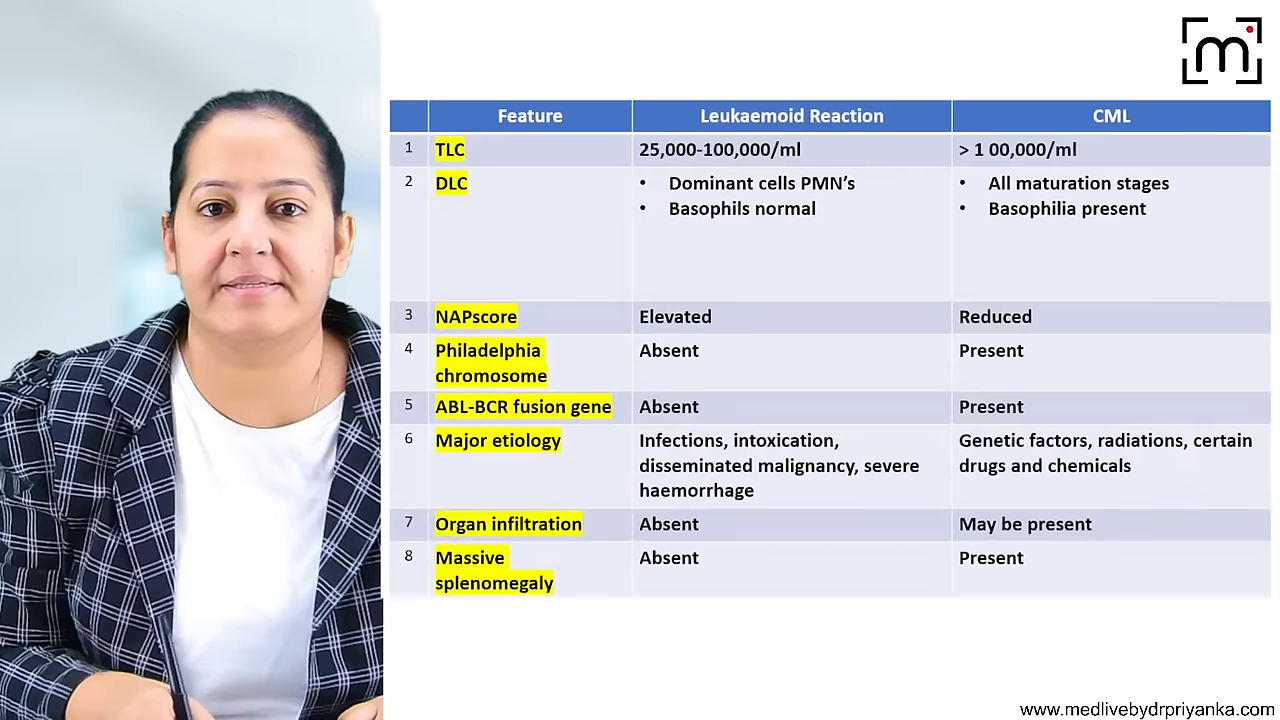 m
Feature Leukaemoid Reaction CML
1 TLC 25,000-100,000/ml > 1 00,000/ml
2 DLC • Dominant cells PMN’s • All maturation stages
• Basophils normal • Basophilia present
3 NAPscore Elevated Reduced
4 Philadelphia Absent Present
chromosome
5 ABL-BCR fusion gene Absent Present
6 Major etiology Infections, intoxication, Genetic factors, radiations, certain
disseminated malignancy, severe drugs and chemicals
haemorrhage
7 Organ infiltration Absent May be present
8 Massive Absent Present
splenomegaly
www.medlivebydrpriyanka.com